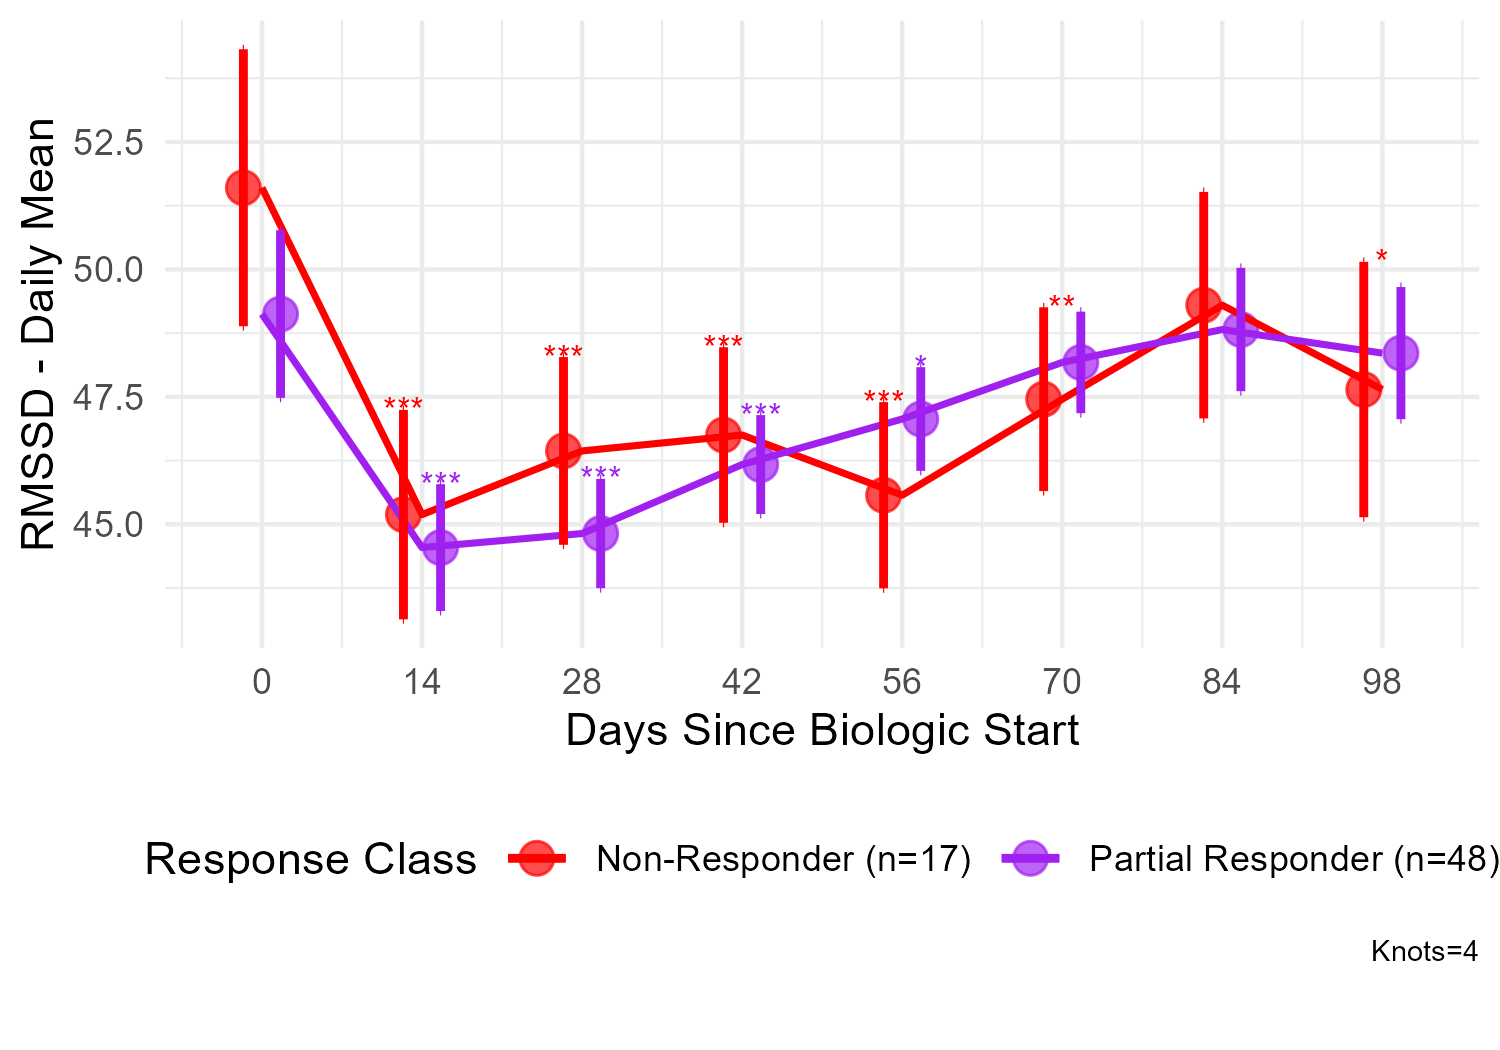 RMSSD - Daily Mean
52.5
50.0
47.5
45.0
***
***
***
***
***
***
***
*
**
*
0 14 28 42 56 70 84 98
Days Since Biologic Start
Response Class Non-Responder (n=17) Partial Responder (n=48)
Knots=4